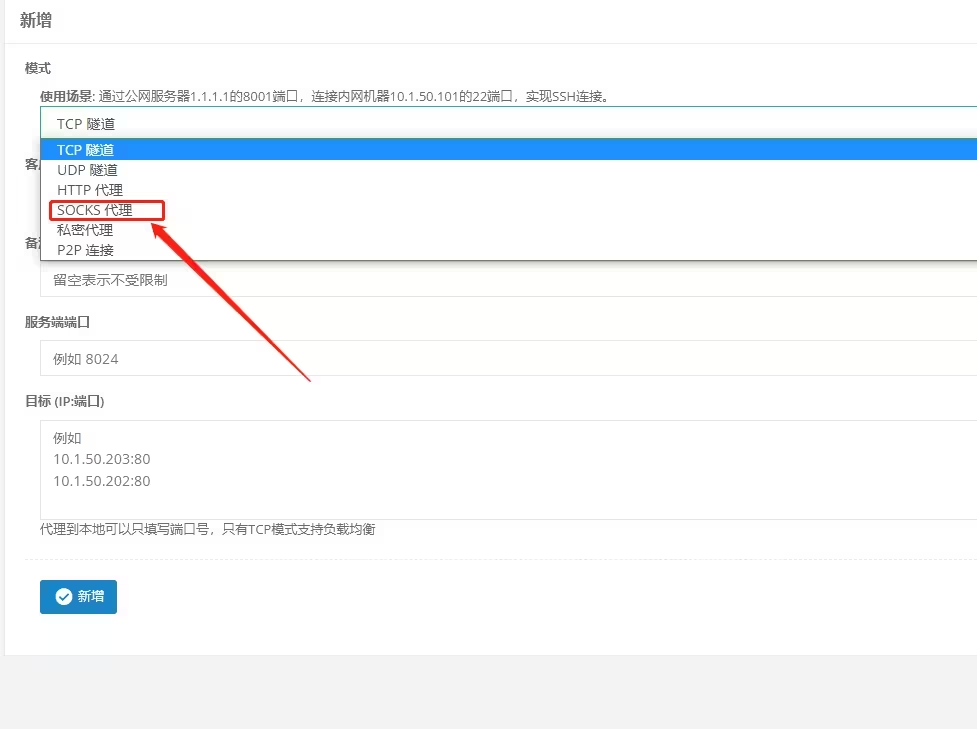 新增
模式
使用场景: 通过公网服务器1.1.1.1的8001端口，连接内网机器10.1.50.101的22端口，实现SSH连接。
TCP 隧道
TCP 隧道
UDP 隧道
HTTP 代理
SOCKS 代理
私密代理
P2P 连接
留空表示不受限制
服务端端口
例如 8024
目标 (IP:端口)
例如
10.1.50.203:80
10.1.50.202:80
代理到本地可以只填写端口号，只有TCP模式支持负载均衡
新增